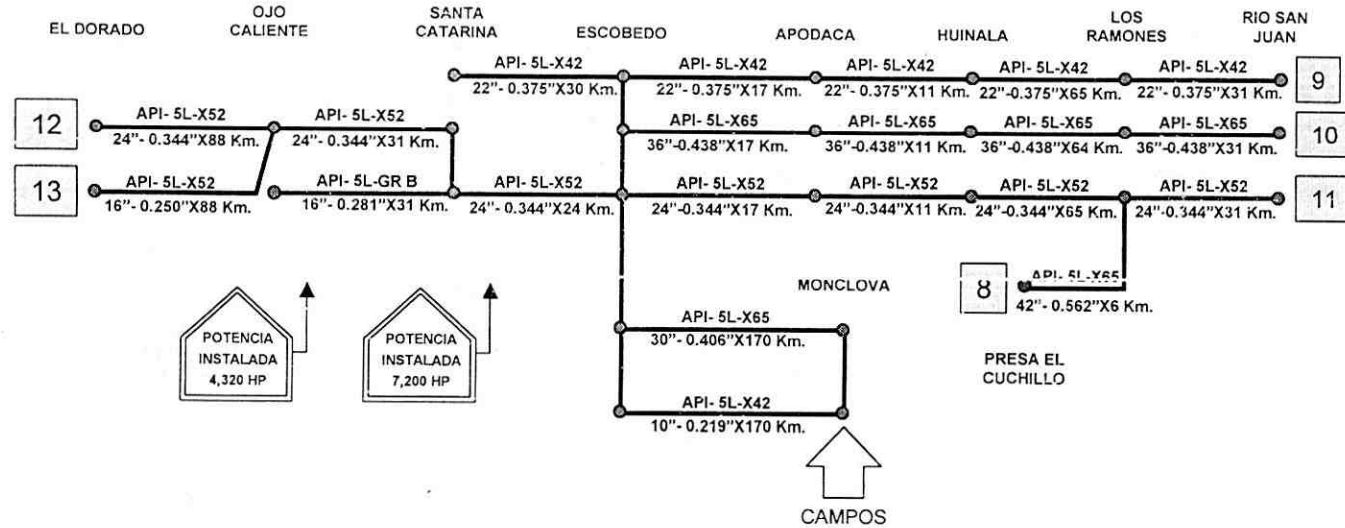 EL DORADO
OJO
CALIENTE
SANTA
CATARINA
ESCOBEDO
APODACA
HUINALA
LOS
RAMONES
RIO SAN
JUAN
API- 5L-X42
22"- 0.375"X30 Km.
API- 5L-X42
22"- 0.375"X17 Km.
API- 5L-X42
22"- 0.375"X11 Km.
API- 5L-X42
22"-0.375"X65 Km.
API- 5L-X42
22"- 0.375"X31 Km.
9
12
API- 5L-X52
24"- 0.344"X88 Km.
API- 5L-X52
24"- 0.344"X31 Km.
API- 5L-X65
36"-0.438"X17 Km.
API- 5L-X65
36"-0.438"X11 Km.
API- 5L-X65
36"-0.438"X64 Km.
API- 5L-X65
36"-0.438"X31 Km.
10
13
API- 5L-X52
16"- 0.250"X88 Km.
API- 5L-GR B
16"- 0.281"X31 Km.
API- 5L-X52
24"- 0.344"X24 Km.
API- 5L-X52
24"-0.344"X17 Km.
API- 5L-X52
24"-0.344"X11 Km.
API- 5L-X52
24"-0.344"X65 Km.
API- 5L-X52
24"-0.344"X31 Km.
11
8
API- 5L-X65
42"- 0.562"X6 Km.
MONCLOVA
PRESA EL
CUCHILLO
POTENCIA
INSTALADA
4,320 HP
POTENCIA
INSTALADA
7,200 HP
API- 5L-X65
30"- 0.406"X170 Km.
API- 5L-X42
10"- 0.219"X170 Km.
CAMPOS